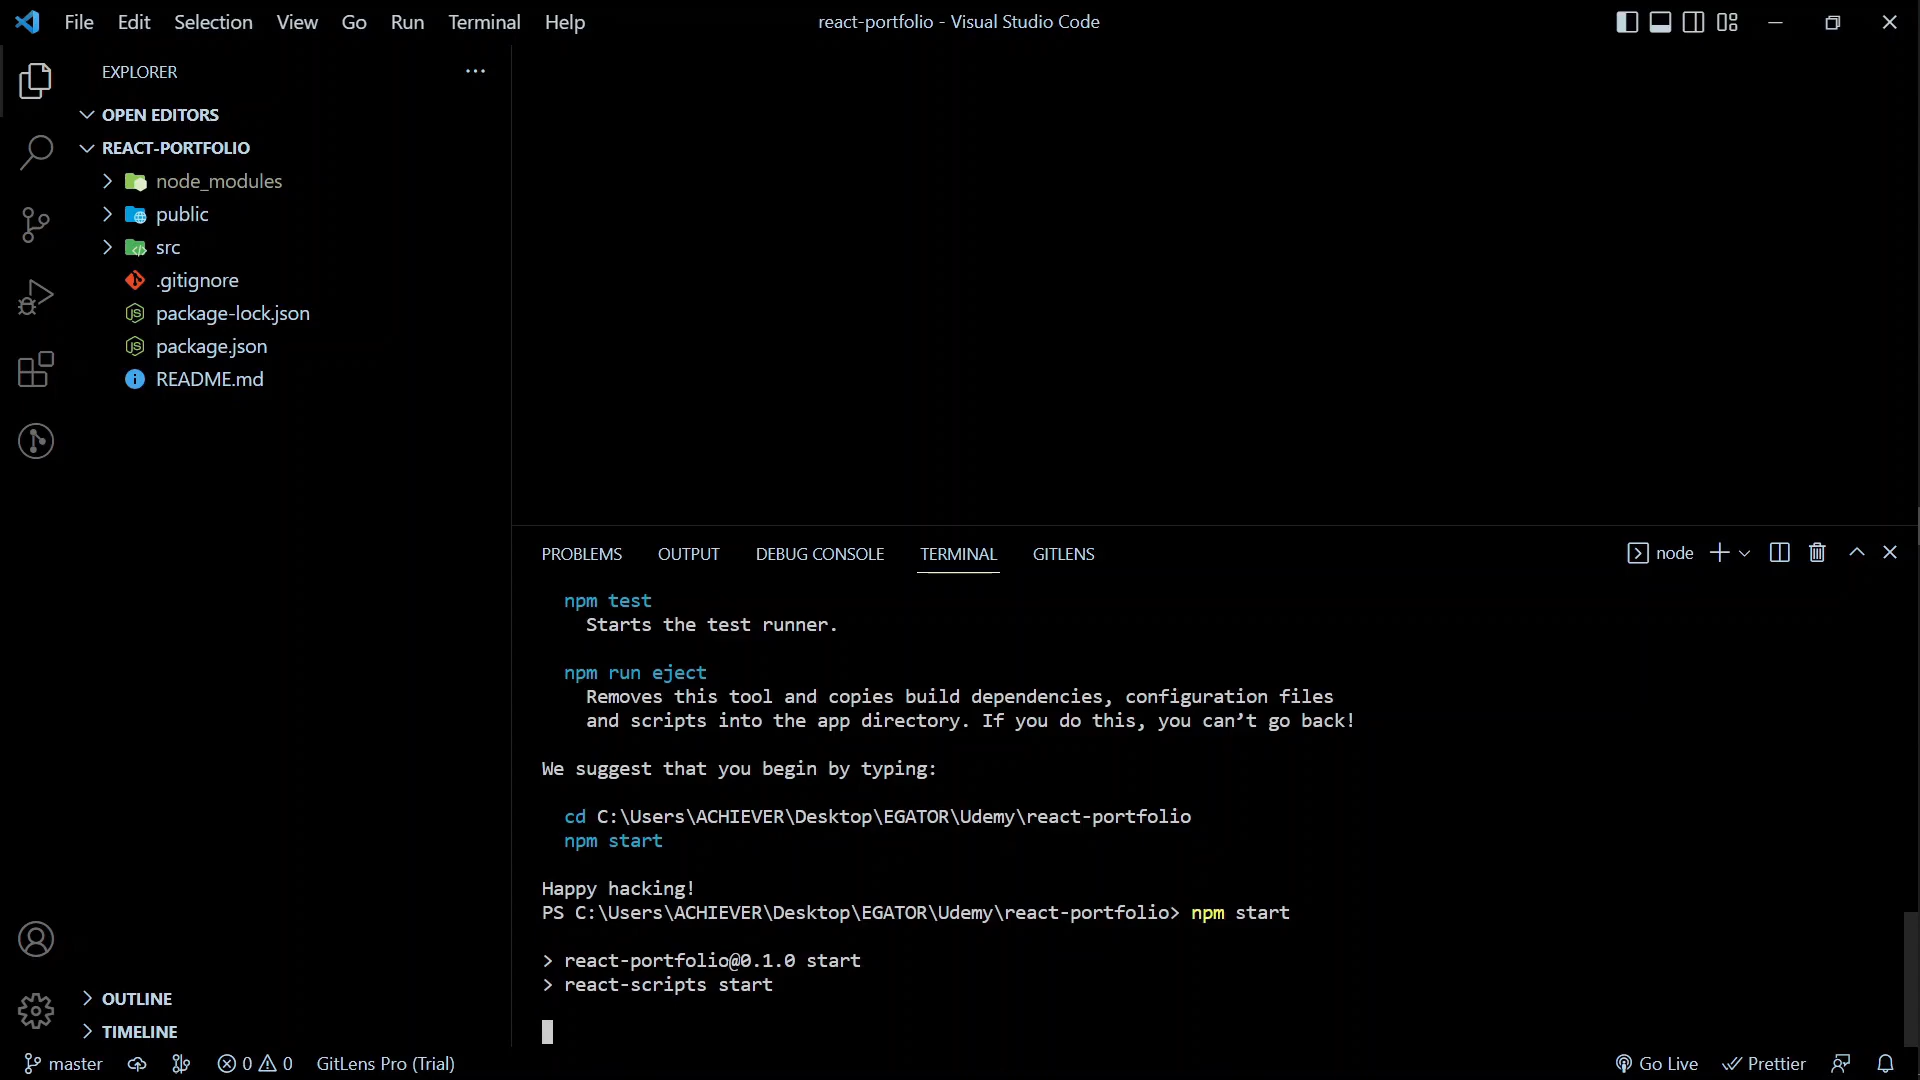 File Edit Selection View Go Run Terminal Help
react-portfolio - Visual Studio Code
EXPLORER
OPEN EDITORS
REACT-PORTFOLIO
node_modules
public
src
.gitignore
package-lock.json
package.json
README.md
OUTLINE
TIMELINE
PROBLEMS OUTPUT DEBUG CONSOLE TERMINAL GITLENS
node
npm test
Starts the test runner.
npm run eject
Removes this tool and copies build dependencies, configuration files
and scripts into the app directory. If you do this, you can’t go back!
We suggest that you begin by typing:
cd C:\Users\ACHIEVER\Desktop\EGATOR\Udemy\react-portfolio
npm start
Happy hacking!
PS C:\Users\ACHIEVER\Desktop\EGATOR\Udemy\react-portfolio> npm start
> react-portfolio@0.1.0 start
> react-scripts start
master 0 0 GitLens Pro (Trial) Go Live Prettier